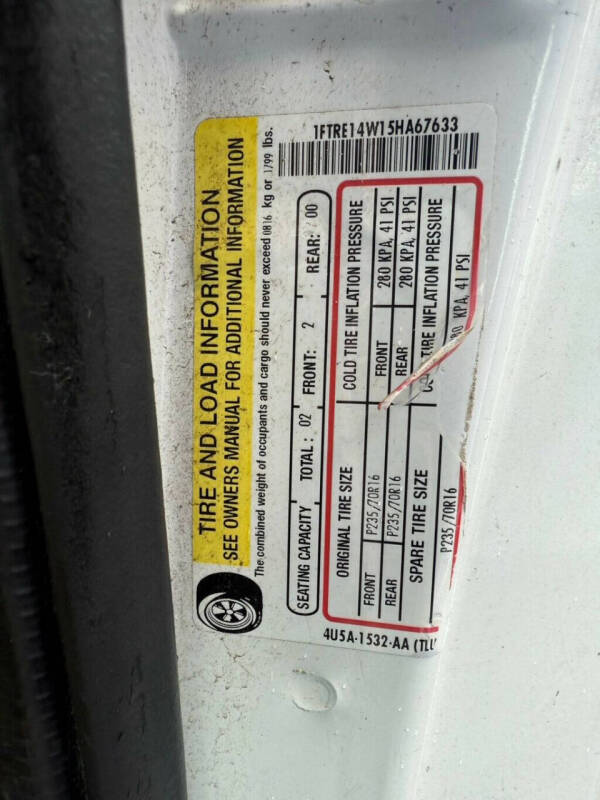 1FTRE14W15HA67633
TIRE AND LOAD INFORMATION
SEE OWNERS MANUAL FOR ADDITIONAL INFORMATION
The combined weight of occupants and cargo should never exceed 0816 kg or 1799 lbs.
SEATING CAPACITY TOTAL: 02 FRONT: 2 REAR: 00
ORIGINAL TIRE SIZE COLD TIRE INFLATION PRESSURE
FRONT P235/70R16 FRONT 280 KPA, 41 PSI
REAR P235/70R16 REAR 280 KPA, 41 PSI
SPARE TIRE SIZE TIRE INFLATION PRESSURE
P235/70R16 KPA, 41 PSI
4U5A-1532-AA